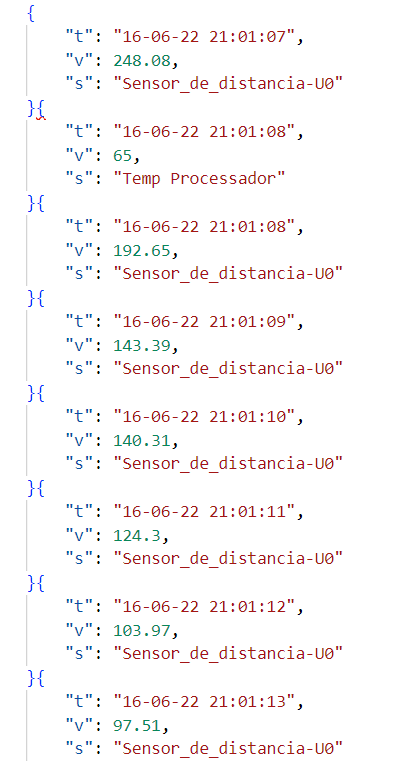 {
"t": "16-06-22 21:01:07",
"v": 248.08,
"s": "Sensor_de_distancia-U0"
}{
"t": "16-06-22 21:01:08",
"v": 65,
"s": "Temp Processador"
}{
"t": "16-06-22 21:01:08",
"v": 192.65,
"s": "Sensor_de_distancia-U0"
}{
"t": "16-06-22 21:01:09",
"v": 143.39,
"s": "Sensor_de_distancia-U0"
}{
"t": "16-06-22 21:01:10",
"v": 140.31,
"s": "Sensor_de_distancia-U0"
}{
"t": "16-06-22 21:01:11",
"v": 124.3,
"s": "Sensor_de_distancia-U0"
}{
"t": "16-06-22 21:01:12",
"v": 103.97,
"s": "Sensor_de_distancia-U0"
}{
"t": "16-06-22 21:01:13",
"v": 97.51,
"s": "Sensor_de_distancia-U0"